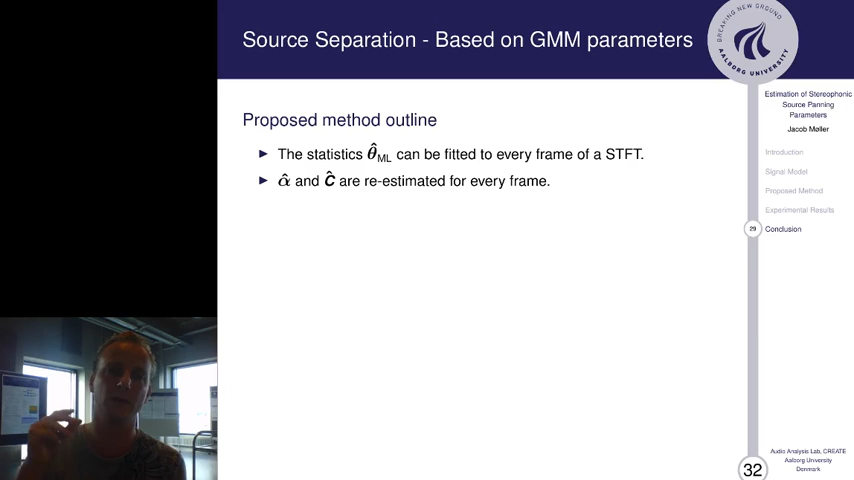 Source Separation - Based on GMM parameters
BREAKING NEW GROUND
AALBORG UNIVERSITY
Proposed method outline
► The statistics θ̂ML can be fitted to every frame of a STFT.
► α̂ and Ĉ are re-estimated for every frame.
Estimation of Stereophonic
Source Panning
Parameters
Jacob Møller
Introduction
Signal Model
Proposed Method
Experimental Results
29
Conclusion
Audio Analysis Lab, CREATE
Aalborg University
Denmark
32